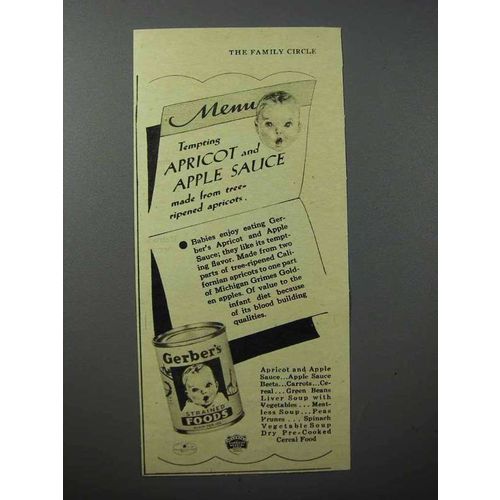 THE FAMILY CIRCLE
Menu
Tempting
APRICOT and
APPLE SAUCE
made from tree-
ripened apricots.
● Babies enjoy eating Ger-
ber's Apricot and Apple
Sauce; they like its tempt-
ing flavor. Made from two
parts of tree-ripened Cali-
fornian apricots to one part
of Michigan Grimes Gold-
en apples. Of value to the
infant diet because
of its blood building
qualities.
Gerber's
STRAINED
FOODS
Apricot and Apple
Sauce...Apple Sauce
Beets...Carrots...Ce-
real...Green Beans
Liver Soup with
Vegetables...Meat-
less Soup...Peas
Prunes...Spinach
Vegetable Soup
Dry Pre-Cooked
Cereal Food